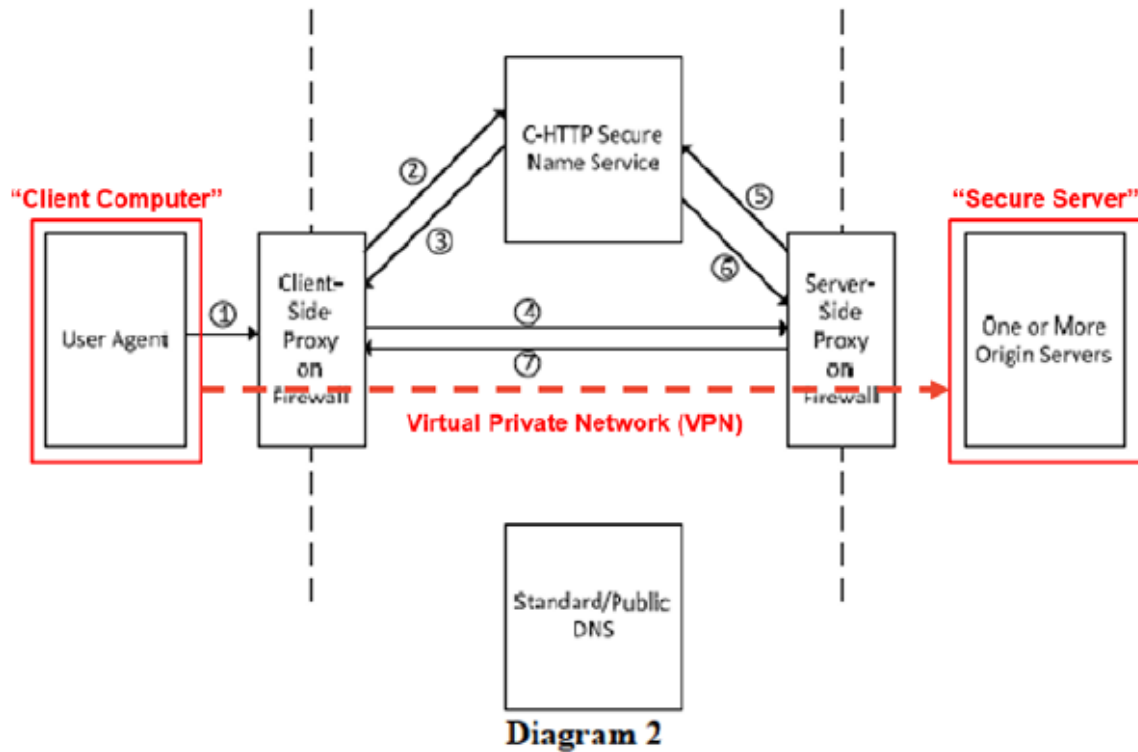 C-HTTP Secure
Name Service
②
③
⑤
⑥
"Client Computer"
"Secure Server"
User Agent
①
Client-
Side
Proxy
on
Firewall
④
⑦
Server-
Side
Proxy
on
Firewall
One or More
Origin Servers
Virtual Private Network (VPN)
Standard/Public
DNS
Diagram 2